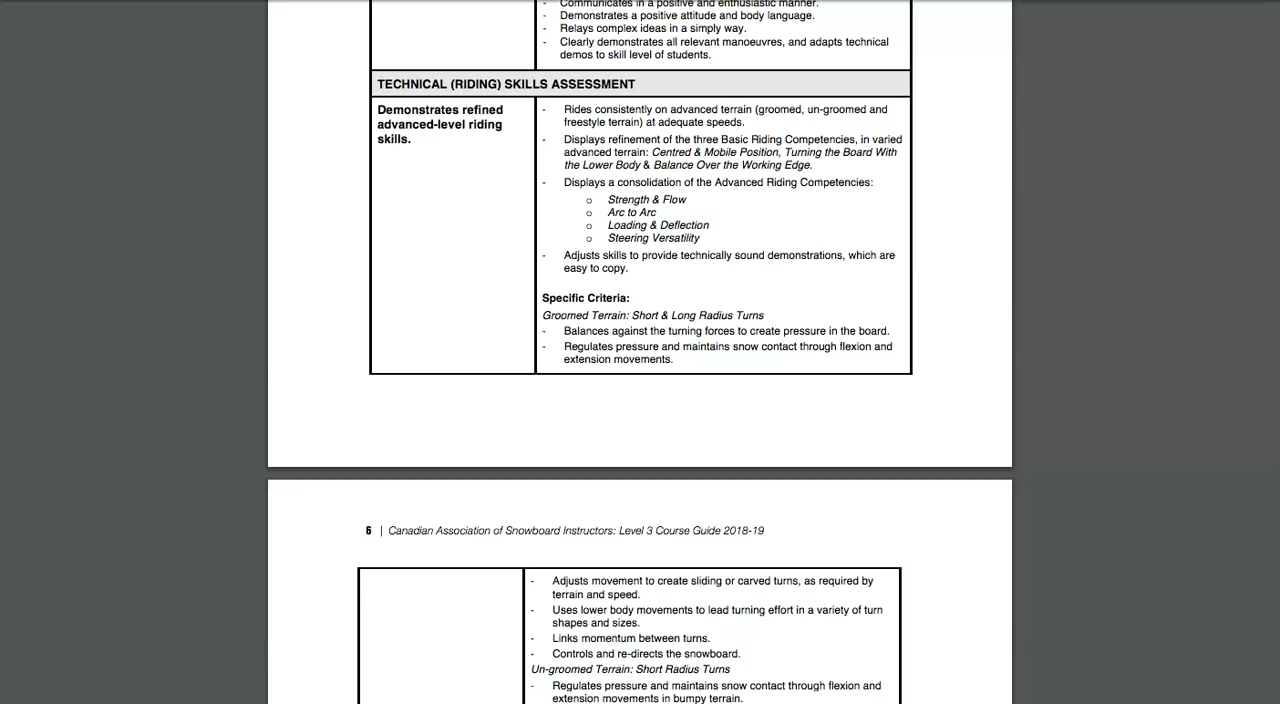 - Communicates in a positive and enthusiastic manner.
- Demonstrates a positive attitude and body language.
- Relays complex ideas in a simply way.
- Clearly demonstrates all relevant manoeuvres, and adapts technical
demos to skill level of students.
TECHNICAL (RIDING) SKILLS ASSESSMENT
Demonstrates refined
advanced-level riding
skills.
- Rides consistently on advanced terrain (groomed, un-groomed and
freestyle terrain) at adequate speeds.
- Displays refinement of the three Basic Riding Competencies, in varied
advanced terrain: Centred & Mobile Position, Turning the Board With
the Lower Body & Balance Over the Working Edge.
- Displays a consolidation of the Advanced Riding Competencies:
o Strength & Flow
o Arc to Arc
o Loading & Deflection
o Steering Versatility
- Adjusts skills to provide technically sound demonstrations, which are
easy to copy.
Specific Criteria:
Groomed Terrain: Short & Long Radius Turns
- Balances against the turning forces to create pressure in the board.
- Regulates pressure and maintains snow contact through flexion and
extension movements.
6 | Canadian Association of Snowboard Instructors: Level 3 Course Guide 2018-19
- Adjusts movement to create sliding or carved turns, as required by
terrain and speed.
- Uses lower body movements to lead turning effort in a variety of turn
shapes and sizes.
- Links momentum between turns.
- Controls and re-directs the snowboard.
Un-groomed Terrain: Short Radius Turns
- Regulates pressure and maintains snow contact through flexion and
extension movements in bumpy terrain.